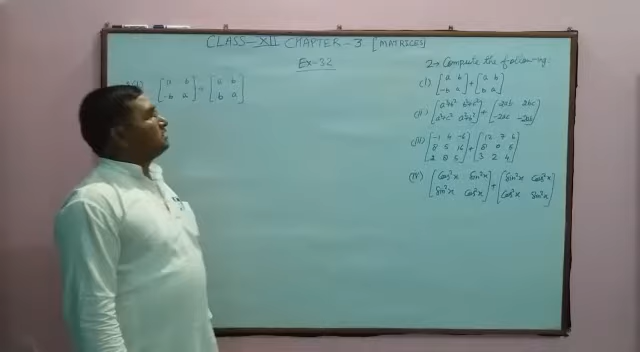 CLASS-XII CHAPTER-3 [MATRICES]
Ex-3.2
2→ Compute the following
(i) [a b] + [a b]
[-b a] [b a]
(i) [a b] + [a b]
[-b a] [b a]
(ii) [a²+b² b²+c²] + [2ab 2bc]
[a²+c² a²+b²] [-2ac -2ab]
(iii) [-1 4 -6] + [12 7 6]
[8 5 16] [8 0 5]
[2 8 5] [3 2 4]
(iv) [Cos²x Sin²x] + [Sin²x Cos²x]
[Sin²x Cos²x] [Cos²x Sin²x]